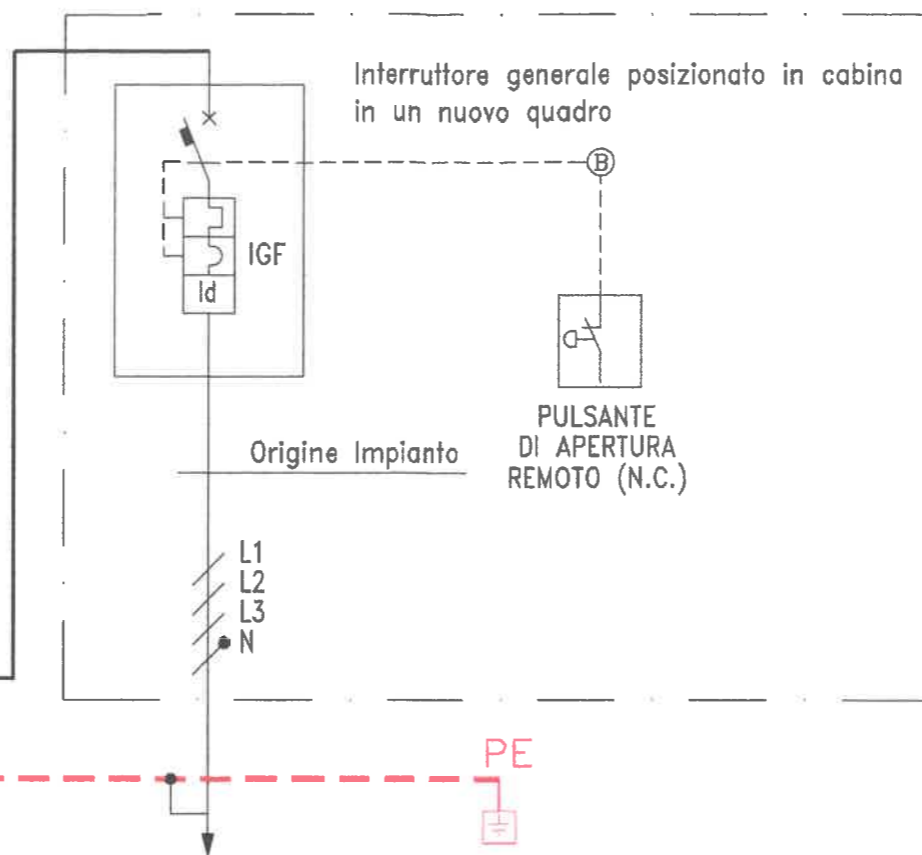 Interruttore generale posizionato in cabina
in un nuovo quadro
B
IGF
Id
PULSANTE
DI APERTURA
REMOTO (N.C.)
Origine Impianto
L1
L2
L3
N
PE